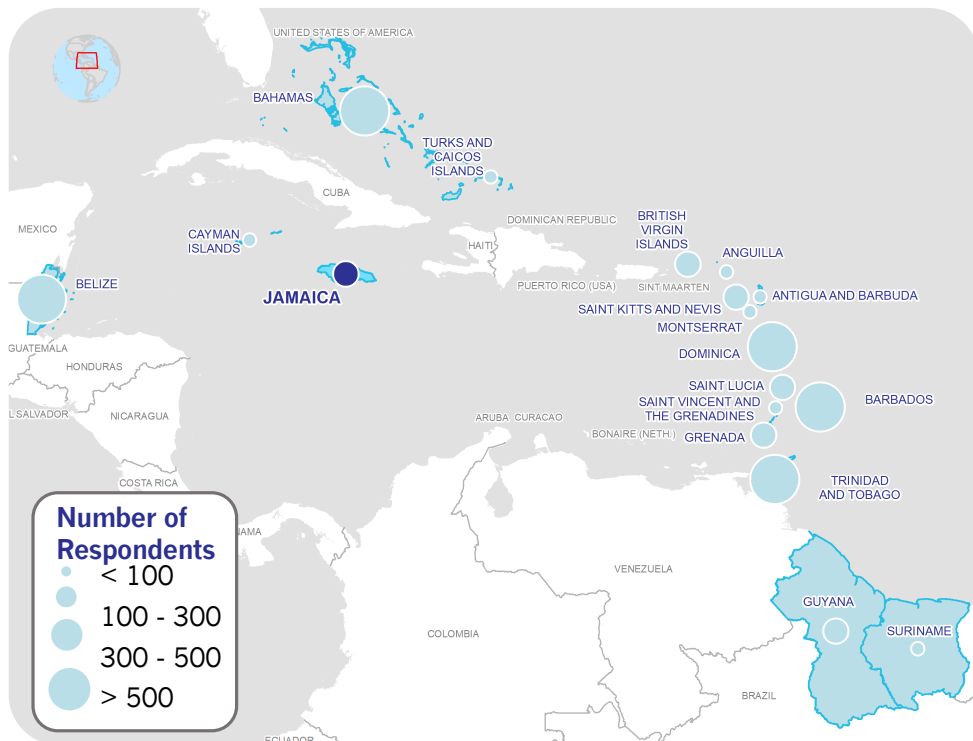 UNITED STATES OF AMERICA
BAHAMAS
TURKS AND
CAICOS
ISLANDS
CUBA
MEXICO
CAYMAN
ISLANDS
HAITI
DOMINICAN REPUBLIC
BRITISH
VIRGIN
ISLANDS
ANGUILLA
BELIZE
JAMAICA
PUERTO RICO (USA)
SINT MAARTEN
ANTIGUA AND BARBUDA
SAINT KITTS AND NEVIS
MONTSERRAT
GUATEMALA
DOMINICA
HONDURAS
SAINT LUCIA
SAINT VINCENT AND
THE GRENADINES
BARBADOS
L SALVADOR
NICARAGUA
ARUBA
CURACAO
BONAIRE (NETH.)
GRENADA
COSTA RICA
TRINIDAD
AND TOBAGO
Number of
Respondents
< 100
100 - 300
300 - 500
> 500
NAMA
VENEZUELA
GUYANA
SURINAME
COLOMBIA
BRAZIL
ECUADOR